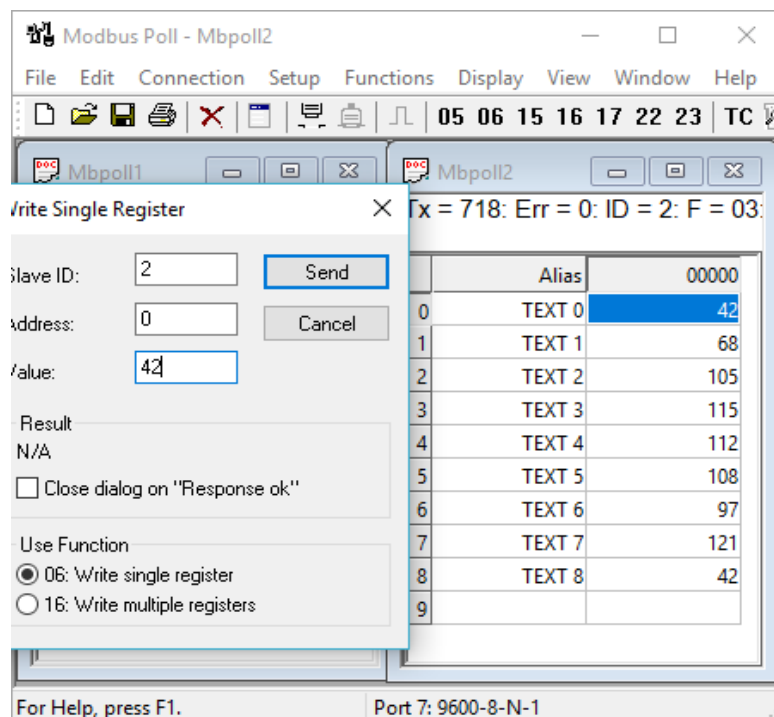 Modbus Poll - Mbpoll2
File Edit Connection Setup Functions Display View Window Help
05 06 15 16 17 22 23 TC
Mbpoll1
Write Single Register
Slave ID: 2 Send
Address: 0 Cancel
Value: 42
Result
N/A
Close dialog on "Response ok"
Use Function
06: Write single register
16: Write multiple registers
Mbpoll2
Tx = 718: Err = 0: ID = 2: F = 03:
Alias 00000
0 TEXT 0 42
1 TEXT 1 68
2 TEXT 2 105
3 TEXT 3 115
4 TEXT 4 112
5 TEXT 5 108
6 TEXT 6 97
7 TEXT 7 121
8 TEXT 8 42
9
For Help, press F1. Port 7: 9600-8-N-1